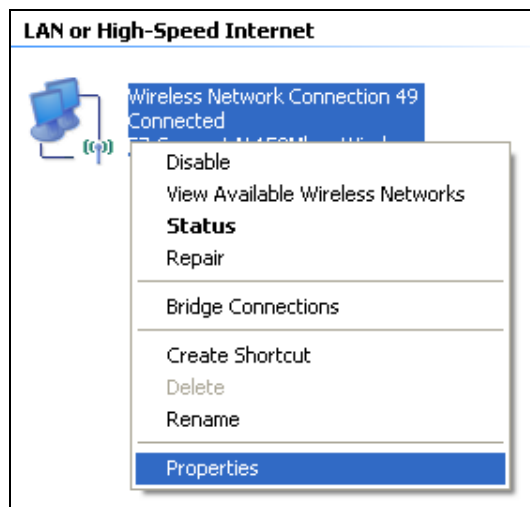 LAN or High-Speed Internet
Wireless Network Connection 49
Connected
Disable
View Available Wireless Networks
Status
Repair
Bridge Connections
Create Shortcut
Delete
Rename
Properties